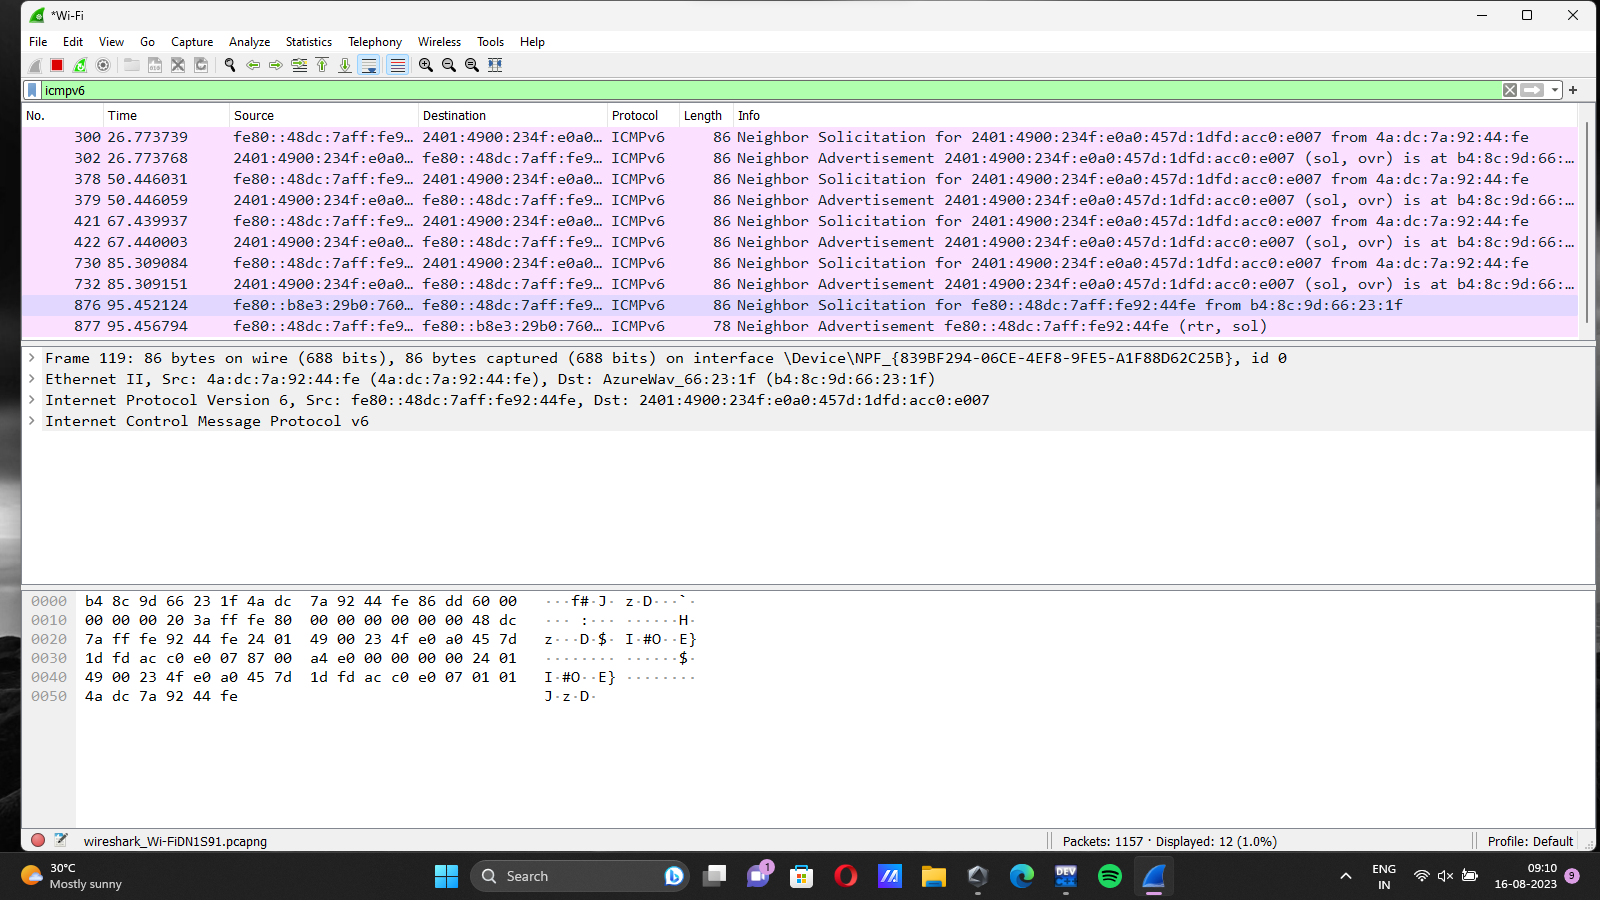 *Wi-Fi
File Edit View Go Capture Analyze Statistics Telephony Wireless Tools Help
icmpv6
No. Time Source Destination Protocol Length Info
300 26.773739 fe80::48dc:7aff:fe9… 2401:4900:234f:e0a0… ICMPv6 86 Neighbor Solicitation for 2401:4900:234f:e0a0:457d:1dfd:acc0:e007 from 4a:dc:7a:92:44:fe
302 26.773768 2401:4900:234f:e0a0… fe80::48dc:7aff:fe9… ICMPv6 86 Neighbor Advertisement 2401:4900:234f:e0a0:457d:1dfd:acc0:e007 (sol, ovr) is at b4:8c:9d:66:…
378 50.446031 fe80::48dc:7aff:fe9… 2401:4900:234f:e0a0… ICMPv6 86 Neighbor Solicitation for 2401:4900:234f:e0a0:457d:1dfd:acc0:e007 from 4a:dc:7a:92:44:fe
379 50.446059 2401:4900:234f:e0a0… fe80::48dc:7aff:fe9… ICMPv6 86 Neighbor Advertisement 2401:4900:234f:e0a0:457d:1dfd:acc0:e007 (sol, ovr) is at b4:8c:9d:66:…
421 67.439937 fe80::48dc:7aff:fe9… 2401:4900:234f:e0a0… ICMPv6 86 Neighbor Solicitation for 2401:4900:234f:e0a0:457d:1dfd:acc0:e007 from 4a:dc:7a:92:44:fe
422 67.440003 2401:4900:234f:e0a0… fe80::48dc:7aff:fe9… ICMPv6 86 Neighbor Advertisement 2401:4900:234f:e0a0:457d:1dfd:acc0:e007 (sol, ovr) is at b4:8c:9d:66:…
730 85.309084 fe80::48dc:7aff:fe9… 2401:4900:234f:e0a0… ICMPv6 86 Neighbor Solicitation for 2401:4900:234f:e0a0:457d:1dfd:acc0:e007 from 4a:dc:7a:92:44:fe
732 85.309151 2401:4900:234f:e0a0… fe80::48dc:7aff:fe9… ICMPv6 86 Neighbor Advertisement 2401:4900:234f:e0a0:457d:1dfd:acc0:e007 (sol, ovr) is at b4:8c:9d:66:…
876 95.452124 fe80::b8e3:29b0:760… fe80::48dc:7aff:fe9… ICMPv6 86 Neighbor Solicitation for fe80::48dc:7aff:fe92:44fe from b4:8c:9d:66:23:1f
877 95.456794 fe80::48dc:7aff:fe9… fe80::b8e3:29b0:760… ICMPv6 78 Neighbor Advertisement fe80::48dc:7aff:fe92:44fe (rtr, sol)
Frame 119: 86 bytes on wire (688 bits), 86 bytes captured (688 bits) on interface \Device\NPF_{839BF294-06CE-4EF8-9FE5-A1F88D62C25B}, id 0
Ethernet II, Src: 4a:dc:7a:92:44:fe (4a:dc:7a:92:44:fe), Dst: AzureWav_66:23:1f (b4:8c:9d:66:23:1f)
Internet Protocol Version 6, Src: fe80::48dc:7aff:fe92:44fe, Dst: 2401:4900:234f:e0a0:457d:1dfd:acc0:e007
Internet Control Message Protocol v6
0000 b4 8c 9d 66 23 1f 4a dc 7a 92 44 fe 86 dd 60 00 ···f#·J· z·D···`·
0010 00 00 00 20 3a ff fe 80 00 00 00 00 00 00 48 dc ··· :··· ······H·
0020 7a ff fe 92 44 fe 24 01 49 00 23 4f e0 a0 45 7d z···D·$· I·#O··E}
0030 1d fd ac c0 e0 07 87 00 a4 e0 00 00 00 00 24 01 ········ ······$·
0040 49 00 23 4f e0 a0 45 7d 1d fd ac c0 e0 07 01 01 I·#O··E} ········
0050 4a dc 7a 92 44 fe J·z·D·
wireshark_Wi-FiDN1S91.pcapng Packets: 1157 · Displayed: 12 (1.0%) Profile: Default
30°C
Mostly sunny
Search
1
DEV
ENG
IN
09:10
16-08-2023
9